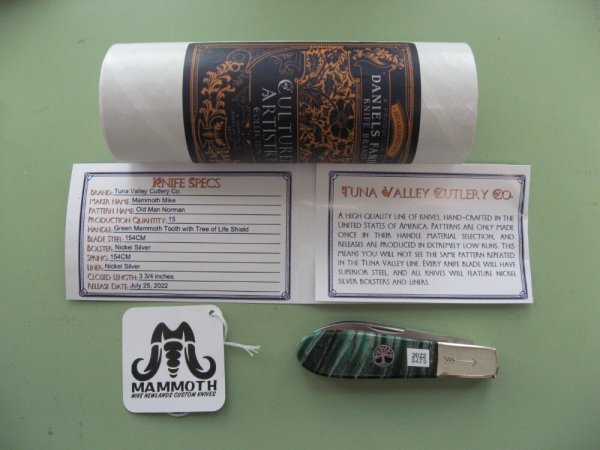 DANIELS FAM
KNIFE BRAND
CULTURE
ARTISTR
COLLECTION
KNIFE SPECS
BRAND: Tuna Valley Cutlery Co.
MAKER NAME: Mammoth Mike
PATTERN NAME: Old Man Norman
PRODUCTION QUANTITY: 15
HANDLE: Green Mammoth Tooth with Tree of Life Shield
BLADE STEEL: 154CM
BOLSTER: Nickel Silver
SPRING: 154CM
LINER: Nickel Silver
CLOSED LENGTH: 3 3/4 inches
RELEASE DATE: July 25, 2022
TUNA VALLEY CUTLERY CO.
A HIGH QUALITY LINE OF KNIVES, HAND-CRAFTED IN THE
UNITED STATES OF AMERICA. PATTERNS ARE ONLY MADE
ONCE IN THEIR HANDLE MATERIAL SELECTION, AND
RELEASES ARE PRODUCED IN EXTREMELY LOW RUNS. THIS
MEANS YOU WILL NOT SEE THE SAME PATTERN REPEATED
IN THE TUNA VALLEY LINE. EVERY KNIFE BLADE WILL HAVE
SUPERIOR STEEL, AND ALL KNIVES WILL FEATURE NICKEL
SILVER BOLSTERS AND LINERS.
MAMMOTH
MIKE NEWLANDS CUSTOM KNIVES
2022